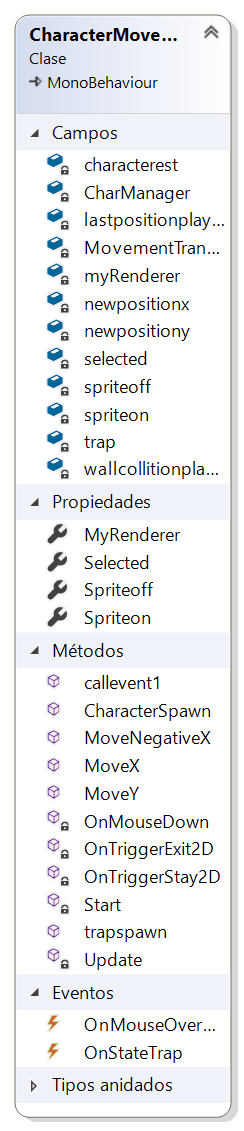 CharacterMove...
Clase
MonoBehaviour
Campos
characterest
CharManager
lastpositionplay...
MovementTran...
myRenderer
newpositionx
newpositiony
selected
spriteoff
spriteon
trap
wallcollitionpla...
Propiedades
MyRenderer
Selected
Spriteoff
Spriteon
Métodos
callevent1
CharacterSpawn
MoveNegativeX
MoveX
MoveY
OnMouseDown
OnTriggerExit2D
OnTriggerStay2D
Start
trapspawn
Update
Eventos
OnMouseOver...
OnStateTrap
Tipos anidados